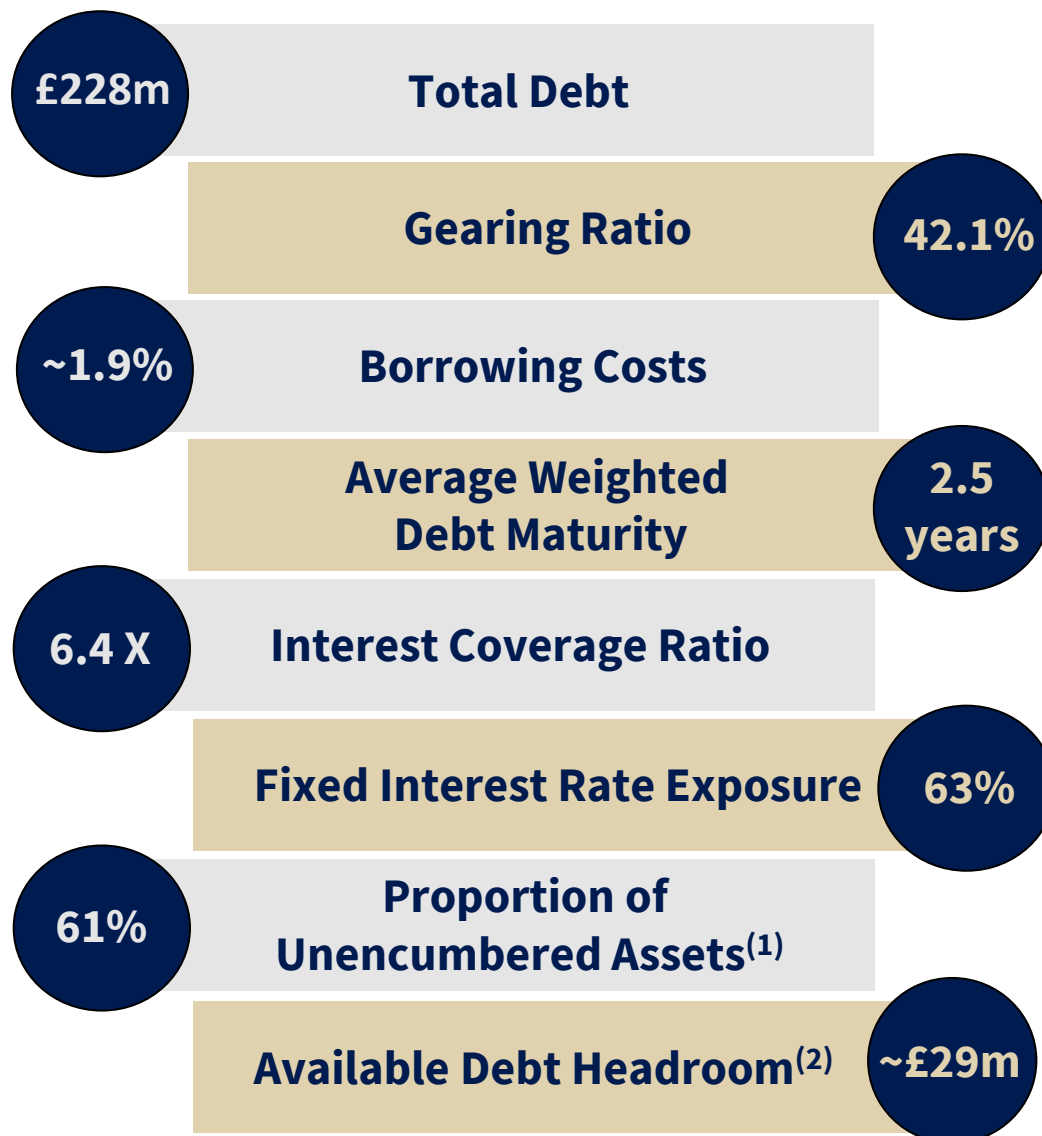 £228m
Total Debt
Gearing Ratio
42.1%
~1.9%
Borrowing Costs
Average Weighted
Debt Maturity
2.5
years
6.4 X
Interest Coverage Ratio
Fixed Interest Rate Exposure
63%
61%
Proportion of
Unencumbered Assets(1)
Available Debt Headroom(2)
~£29m